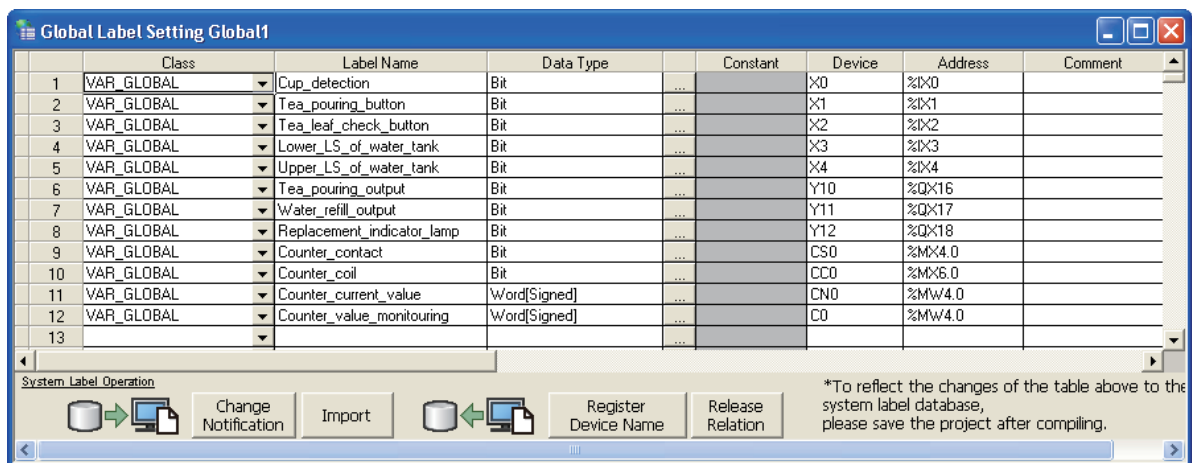 Global Label Setting Global1
Class Label Name Data Type Constant Device Address Comment
1 VAR_GLOBAL Cup_detection Bit ... X0 %IX0
2 VAR_GLOBAL Tea_pouring_button Bit ... X1 %IX1
3 VAR_GLOBAL Tea_leaf_check_button Bit ... X2 %IX2
4 VAR_GLOBAL Lower_LS_of_water_tank Bit ... X3 %IX3
5 VAR_GLOBAL Upper_LS_of_water_tank Bit ... X4 %IX4
6 VAR_GLOBAL Tea_pouring_output Bit ... Y10 %QX16
7 VAR_GLOBAL Water_refill_output Bit ... Y11 %QX17
8 VAR_GLOBAL Replacement_indicator_lamp Bit ... Y12 %QX18
9 VAR_GLOBAL Counter_contact Bit ... CS0 %MX4.0
10 VAR_GLOBAL Counter_coil Bit ... CC0 %MX6.0
11 VAR_GLOBAL Counter_current_value Word[Signed] ... CN0 %MW4.0
12 VAR_GLOBAL Counter_value_monitouring Word[Signed] ... C0 %MW4.0
13 ...
System Label Operation
Change Notification
Import
Register Device Name
Release Relation
*To reflect the changes of the table above to the
system label database,
please save the project after compiling.